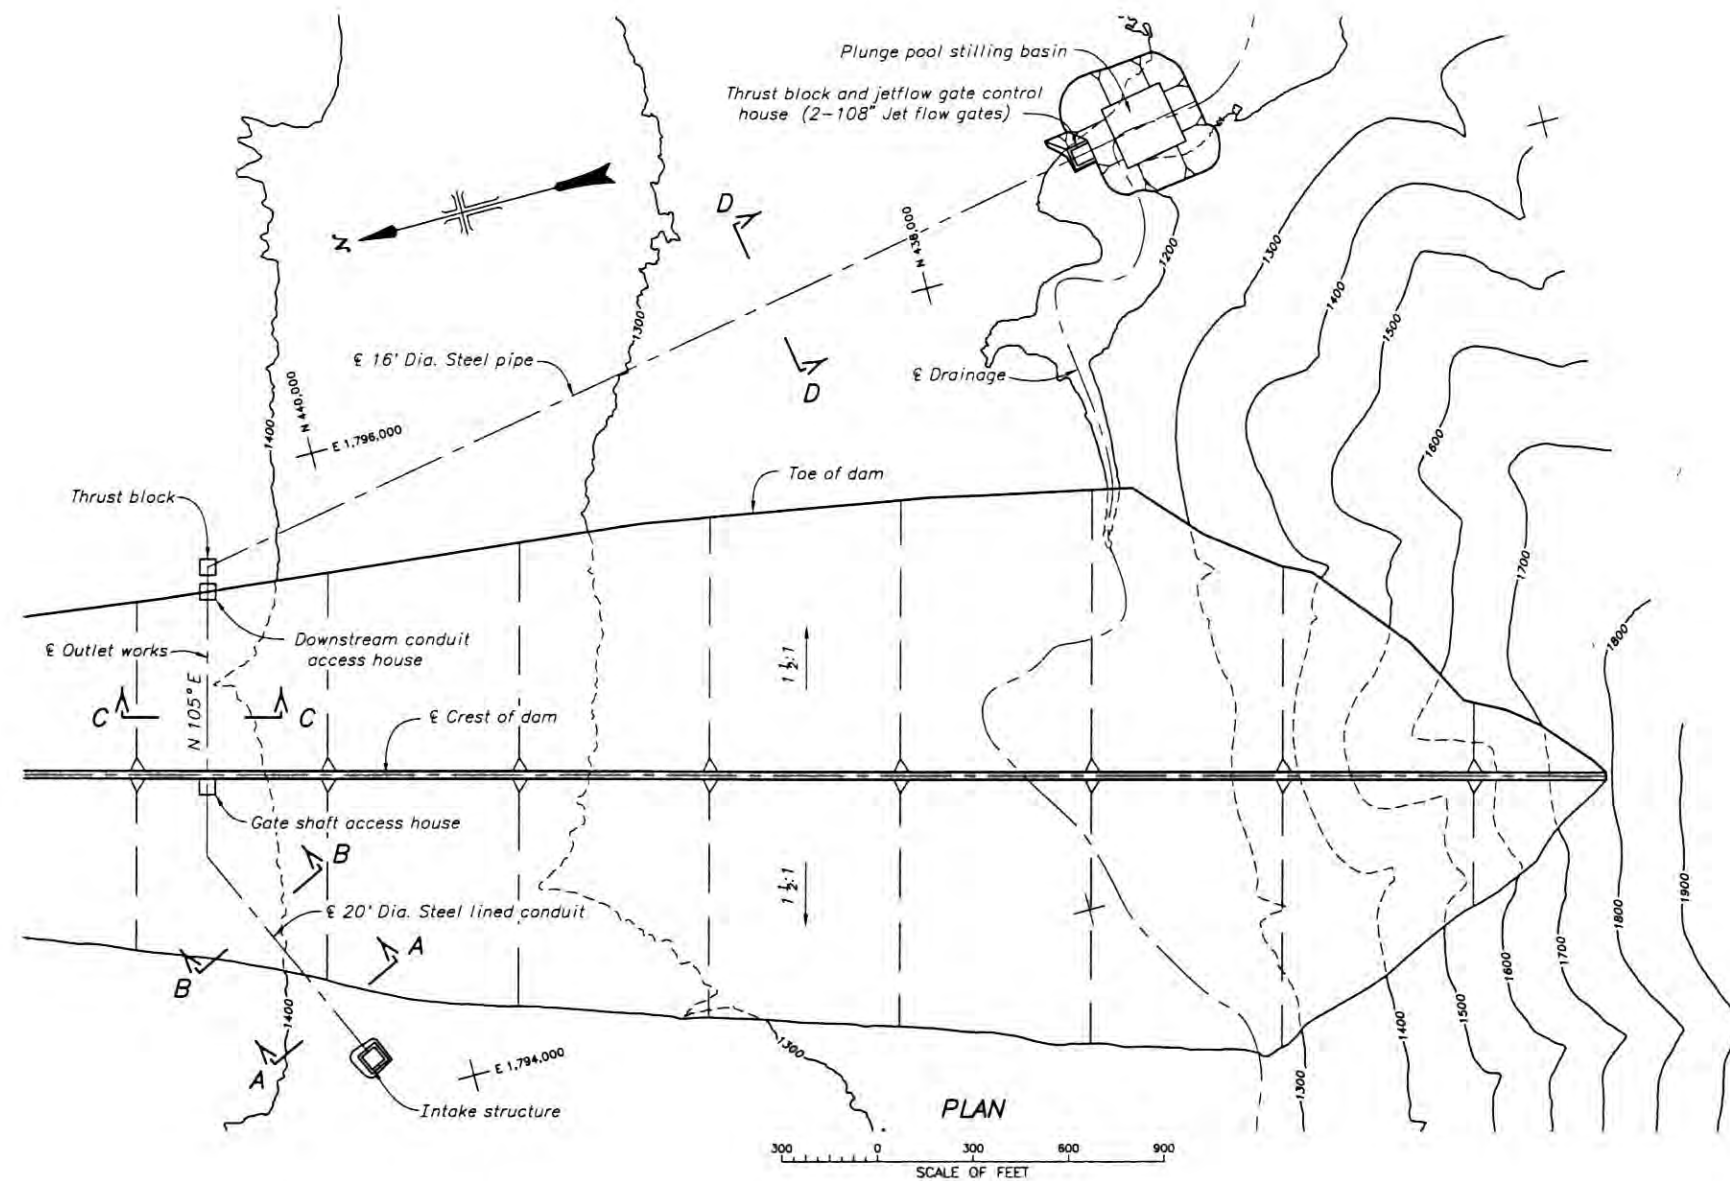 Plunge pool stilling basin
Thrust block and jetflow gate control
house (2-108" Jet flow gates)
N
D
N 436,000
1200
1300
1400
1500
1600
1700
1800
1900
1300
℄ 16' Dia. Steel pipe
D
℄ Drainage
N 440,000
E 1,796,000
1400
Thrust block
Toe of dam
Downstream conduit
access house
℄ Outlet works
N 105° E
1½:1
C
C
℄ Crest of dam
Gate shaft access house
B
1½:1
℄ 20' Dia. Steel lined conduit
A
B
1400
A
E 1,794,000
Intake structure
1300
1300
1400
1500
1600
1700
1800
PLAN
300 0 300 600 900
SCALE OF FEET